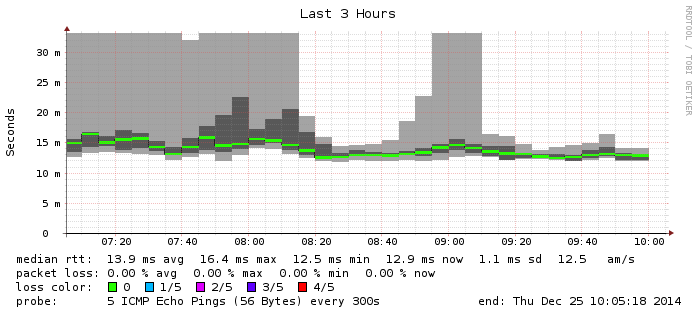 Last 3 Hours
RRDTOOL / TOBI OETIKER
Seconds
30 m
25 m
20 m
15 m
10 m
5 m
0
07:20 07:40 08:00 08:20 08:40 09:00 09:20 09:40 10:00
median rtt: 13.9 ms avg 16.4 ms max 12.5 ms min 12.9 ms now 1.1 ms sd 12.5 am/s
packet loss: 0.00 % avg 0.00 % max 0.00 % min 0.00 % now
loss color: 0 1/5 2/5 3/5 4/5
probe: 5 ICMP Echo Pings (56 Bytes) every 300s end: Thu Dec 25 10:05:18 2014